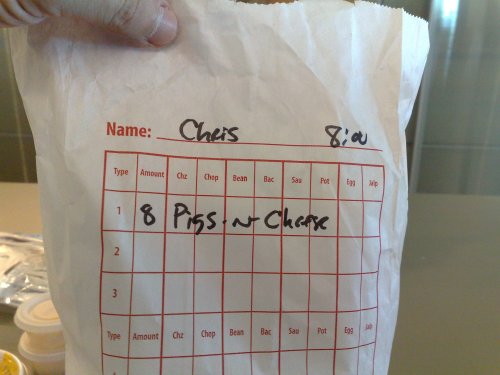 Name: Chris 8:00
Type Amount Chz Chop Bean Bac Sau Pot Egg Jalp
1 8 Pigs-n-Cheese
2
3
Type Amount Chz Chop Bean Bac Sau Pot Egg Jalp